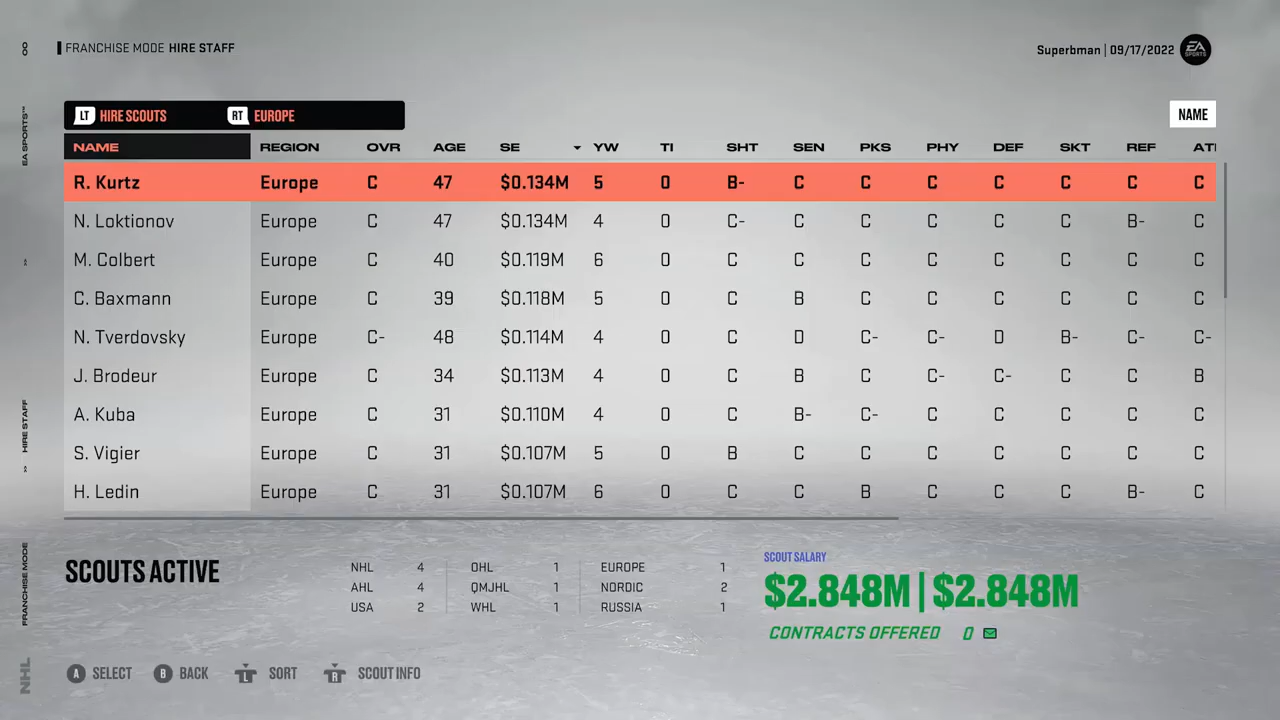 FRANCHISE MODE HIRE STAFF
Superbman | 09/17/2022
EA SPORTS
LT HIRE SCOUTS RT EUROPE
NAME
NAME REGION OVR AGE SE YW TI SHT SEN PKS PHY DEF SKT REF ATI
R. Kurtz Europe C 47 $0.134M 5 0 B- C C C C C C C
N. Loktionov Europe C 47 $0.134M 4 0 C- C C C C C B- C
M. Colbert Europe C 40 $0.119M 6 0 C C C C C C C C
C. Baxmann Europe C 39 $0.118M 5 0 C B C C C C C C
N. Tverdovsky Europe C- 48 $0.114M 4 0 C D C- C- D B- C- C-
J. Brodeur Europe C 34 $0.113M 4 0 C B C C- C- C C B
A. Kuba Europe C 31 $0.110M 4 0 C B- C- C C C C C
S. Vigier Europe C 31 $0.107M 5 0 B C C C C C C C
H. Ledin Europe C 31 $0.107M 6 0 C C B C C C B- C
SCOUTS ACTIVE
NHL 4 OHL 1 EUROPE 1
AHL 4 QMJHL 1 NORDIC 2
USA 2 WHL 1 RUSSIA 1
SCOUT SALARY
$2.848M | $2.848M
CONTRACTS OFFERED 0
A SELECT B BACK L SORT R SCOUT INFO
NHL FRANCHISE MODE » HIRE STAFF » EA SPORTS™